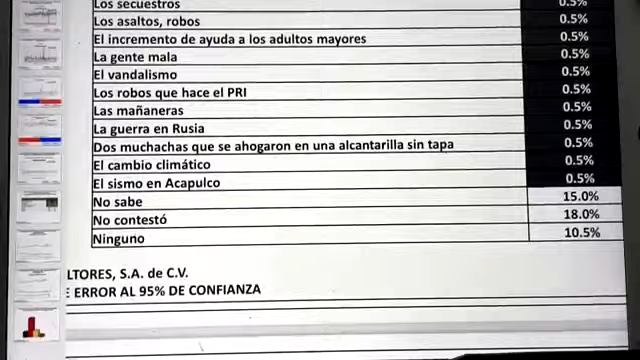 Los secuestros 0.5%
Los asaltos, robos 0.5%
El incremento de ayuda a los adultos mayores 0.5%
La gente mala 0.5%
El vandalismo 0.5%
Los robos que hace el PRI 0.5%
Las mañaneras 0.5%
La guerra en Rusia 0.5%
Dos muchachas que se ahogaron en una alcantarilla sin tapa 0.5%
El cambio climático 0.5%
El sismo en Acapulco 0.5%
No sabe 15.0%
No contestó 18.0%
Ninguno 10.5%
LTORES, S.A. de C.V.
E ERROR AL 95% DE CONFIANZA